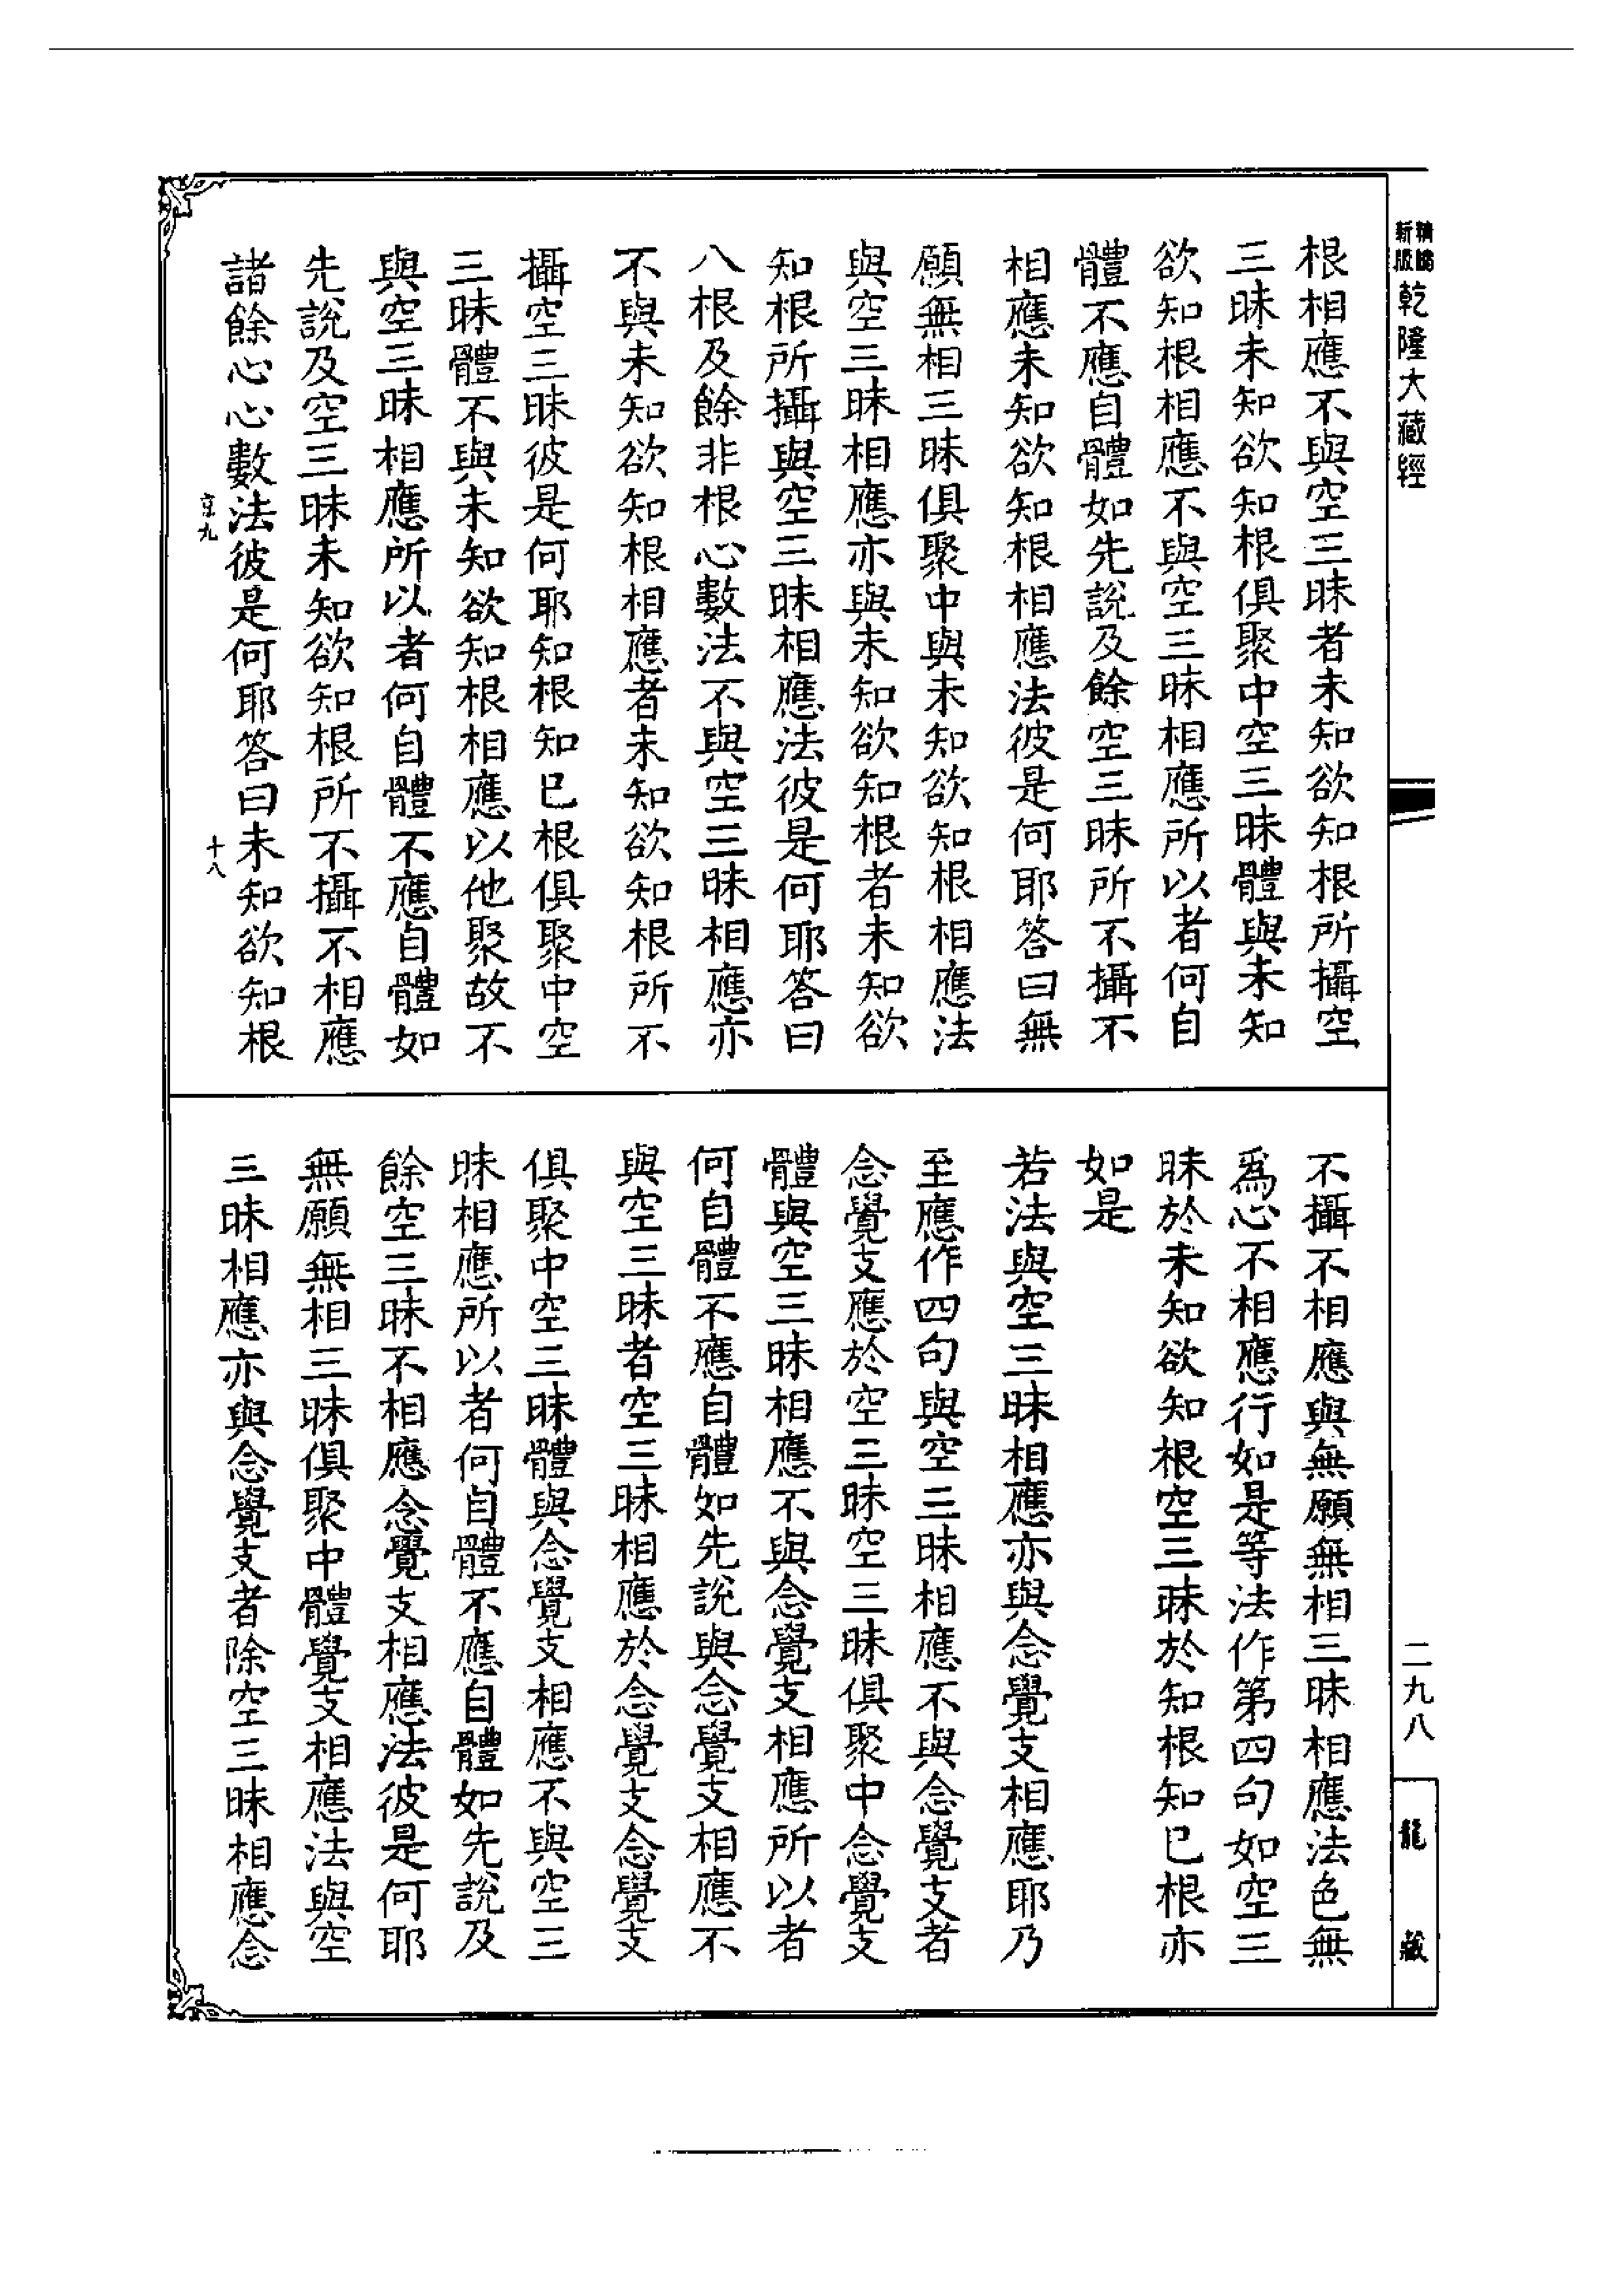 新版
精縮
乾隆大藏經
根相應不與空三昧者未知欲知根所攝空
三昧未知欲知根俱聚中空三昧體與未知
欲知根相應不與空三昧相應所以者何自
體不應自體如先說及餘空三昧所不攝不
相應未知欲知根相應法彼是何耶答曰無
願無相三昧俱聚中與未知欲知根相應法
與空三昧相應亦與未知欲知根者未知欲
知根所攝與空三昧相應法彼是何耶答曰
八根及餘非根心數法不與空三昧相應亦
不與未知欲知根相應者未知欲知根所不
攝空三昧彼是何耶知根知已根俱聚中空
三昧體不與未知欲知根相應以他聚故不
與空三昧相應所以者何自體不應自體如
先說及空三昧未知欲知根所不攝不相應
諸餘心心數法彼是何耶答曰未知欲知根
京九
十八
不攝不相應與無願無相三昧相應法色無
爲心不相應行如是等法作第四句如空三
昧於未知欲知根空三昧於知根知已根亦
如是
若法與空三昧相應亦與念覺支相應耶乃
至應作四句與空三昧相應不與念覺支者
念覺支應於空三昧空三昧俱聚中念覺支
體與空三昧相應不與念覺支相應所以者
何自體不應自體如先說與念覺支相應不
與空三昧者空三昧相應於念覺支念覺支
俱聚中空三昧體與念覺支相應不與空三
昧相應所以者何自體不應自體如先說及
餘空三昧不相應念覺支相應法彼是何耶
無願無相三昧俱聚中體覺支相應法與空
三昧相應亦與念覺支者除空三昧相應念
二九八
龍藏